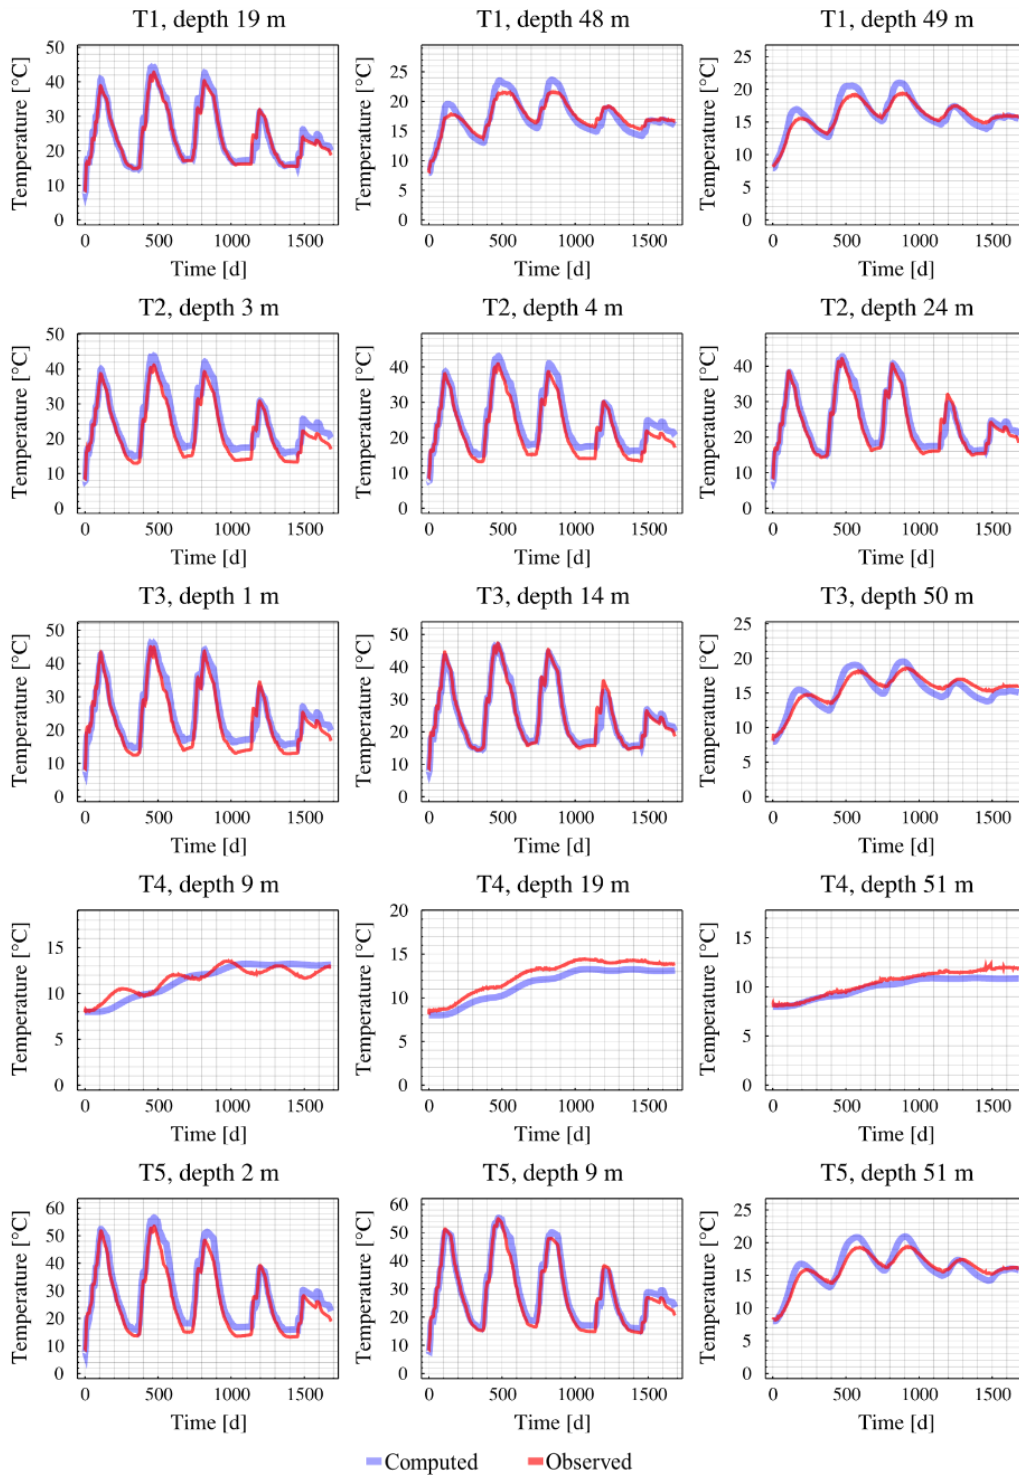 T1, depth 19 m
T1, depth 48 m
T1, depth 49 m
Temperature [°C]
50
40
30
20
10
0
0 500 1000 1500
Time [d]
Temperature [°C]
25
20
15
10
5
0
0 500 1000 1500
Time [d]
Temperature [°C]
25
20
15
10
5
0
0 500 1000 1500
Time [d]
T2, depth 3 m
T2, depth 4 m
T2, depth 24 m
Temperature [°C]
50
40
30
20
10
0
0 500 1000 1500
Time [d]
Temperature [°C]
40
30
20
10
0
0 500 1000 1500
Time [d]
Temperature [°C]
40
30
20
10
0
0 500 1000 1500
Time [d]
T3, depth 1 m
T3, depth 14 m
T3, depth 50 m
Temperature [°C]
50
40
30
20
10
0
0 500 1000 1500
Time [d]
Temperature [°C]
50
40
30
20
10
0
0 500 1000 1500
Time [d]
Temperature [°C]
25
20
15
10
5
0
0 500 1000 1500
Time [d]
T4, depth 9 m
T4, depth 19 m
T4, depth 51 m
Temperature [°C]
15
10
5
0
0 500 1000 1500
Time [d]
Temperature [°C]
20
15
10
5
0
0 500 1000 1500
Time [d]
Temperature [°C]
15
10
5
0
0 500 1000 1500
Time [d]
T5, depth 2 m
T5, depth 9 m
T5, depth 51 m
Temperature [°C]
60
50
40
30
20
10
0
0 500 1000 1500
Time [d]
Temperature [°C]
60
50
40
30
20
10
0
0 500 1000 1500
Time [d]
Temperature [°C]
25
20
15
10
5
0
0 500 1000 1500
Time [d]
Computed Observed